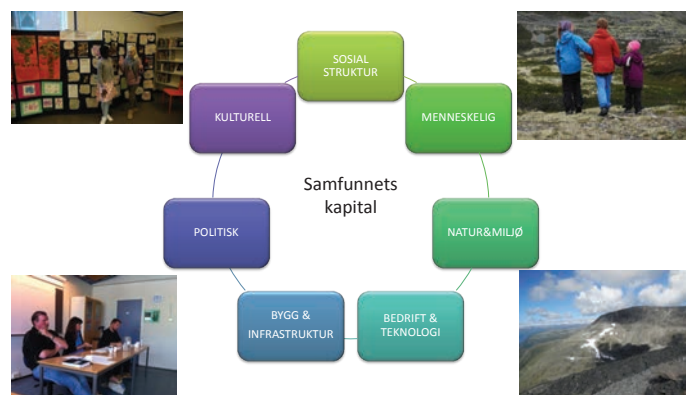 SOSIAL
STRUKTUR
KULTURELL
MENNESKELIG
Samfunnets
kapital
POLITISK
NATUR&MILJØ
BYGG &
INFRASTRUKTUR
BEDRIFT &
TEKNOLOGI